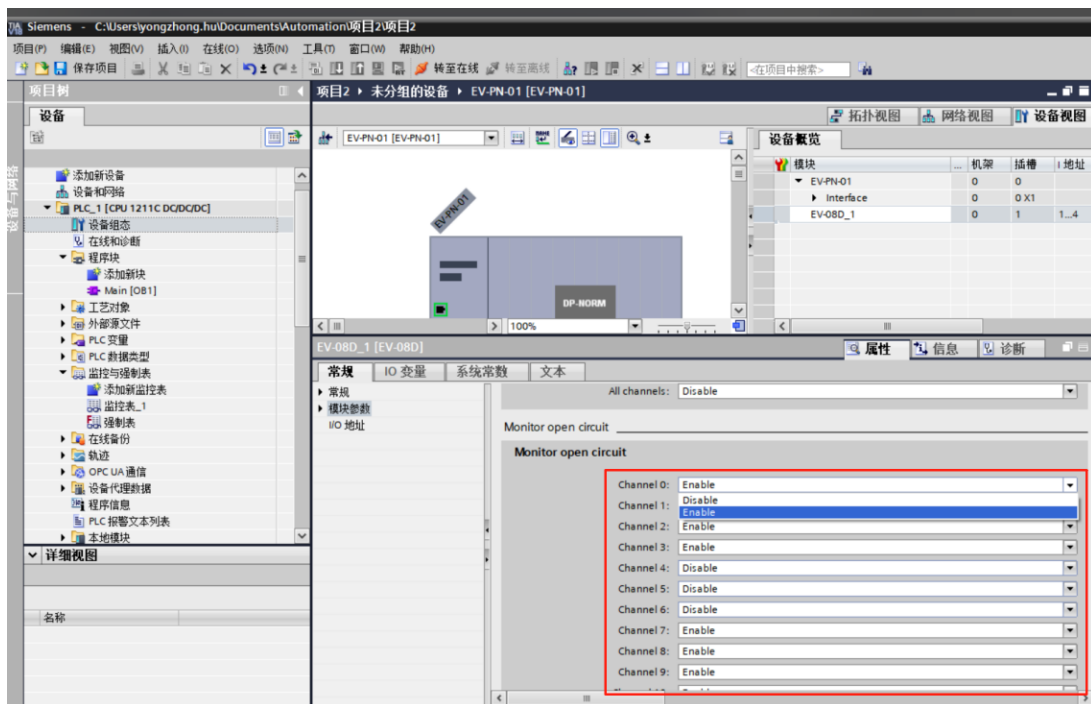 Siemens - C:\Users\yongzhong.hu\Documents\Automation\项目2\项目2
项目(P) 编辑(E) 视图(V) 插入(I) 在线(O) 选项(N) 工具(T) 窗口(W) 帮助(H)
保存项目 转至在线 转至离线 <在项目中搜索>
项目树
项目2 ▸ 未分组的设备 ▸ EV-PN-01 [EV-PN-01]
设备
拓扑视图 网络视图 设备视图
EV-PN-01 [EV-PN-01]
设备概览
添加新设备
设备和网络
PLC_1 [CPU 1211C DC/DC/DC]
设备组态
在线和诊断
程序块
添加新块
Main [OB1]
工艺对象
外部源文件
PLC 变量
PLC 数据类型
监控与强制表
添加新监控表
监控表_1
强制表
在线备份
轨迹
OPC UA 通信
设备代理数据
程序信息
PLC 报警文本列表
本地模块
详细视图
名称
EV-PN-01
DP-NORM
100%
模块 ... 机架 插槽 I 地址
EV-PN-01 0 0
Interface 0 0 X1
EV-08D_1 0 1 1...4
EV-08D_1 [EV-08D]
属性 信息 诊断
常规 IO 变量 系统常数 文本
常规
模块参数
I/O 地址
All channels: Disable
Monitor open circuit
Monitor open circuit
Channel 0: Enable
Disable
Channel 1:
Enable
Channel 2: Enable
Channel 3: Enable
Channel 4: Disable
Channel 5: Disable
Channel 6: Disable
Channel 7: Enable
Channel 8: Enable
Channel 9: Enable